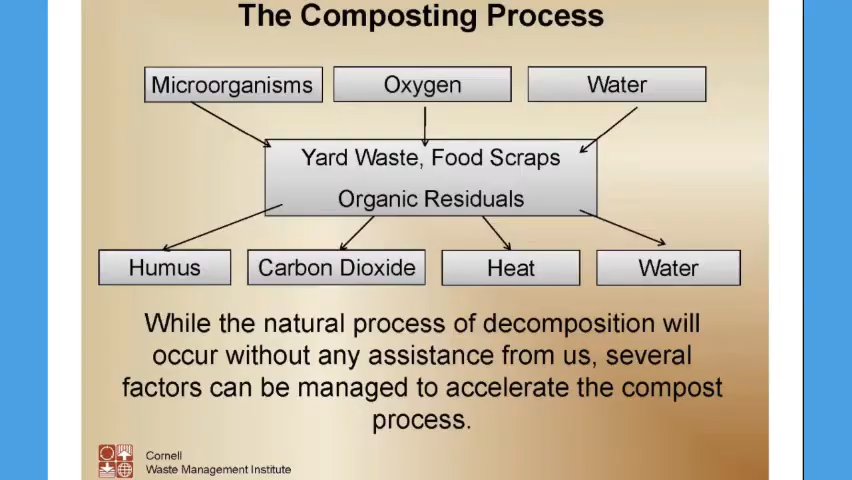 The Composting Process
Microorganisms
Oxygen
Water
Yard Waste, Food Scraps
Organic Residuals
Humus
Carbon Dioxide
Heat
Water
While the natural process of decomposition will
occur without any assistance from us, several
factors can be managed to accelerate the compost
process.
Cornell
Waste Management Institute